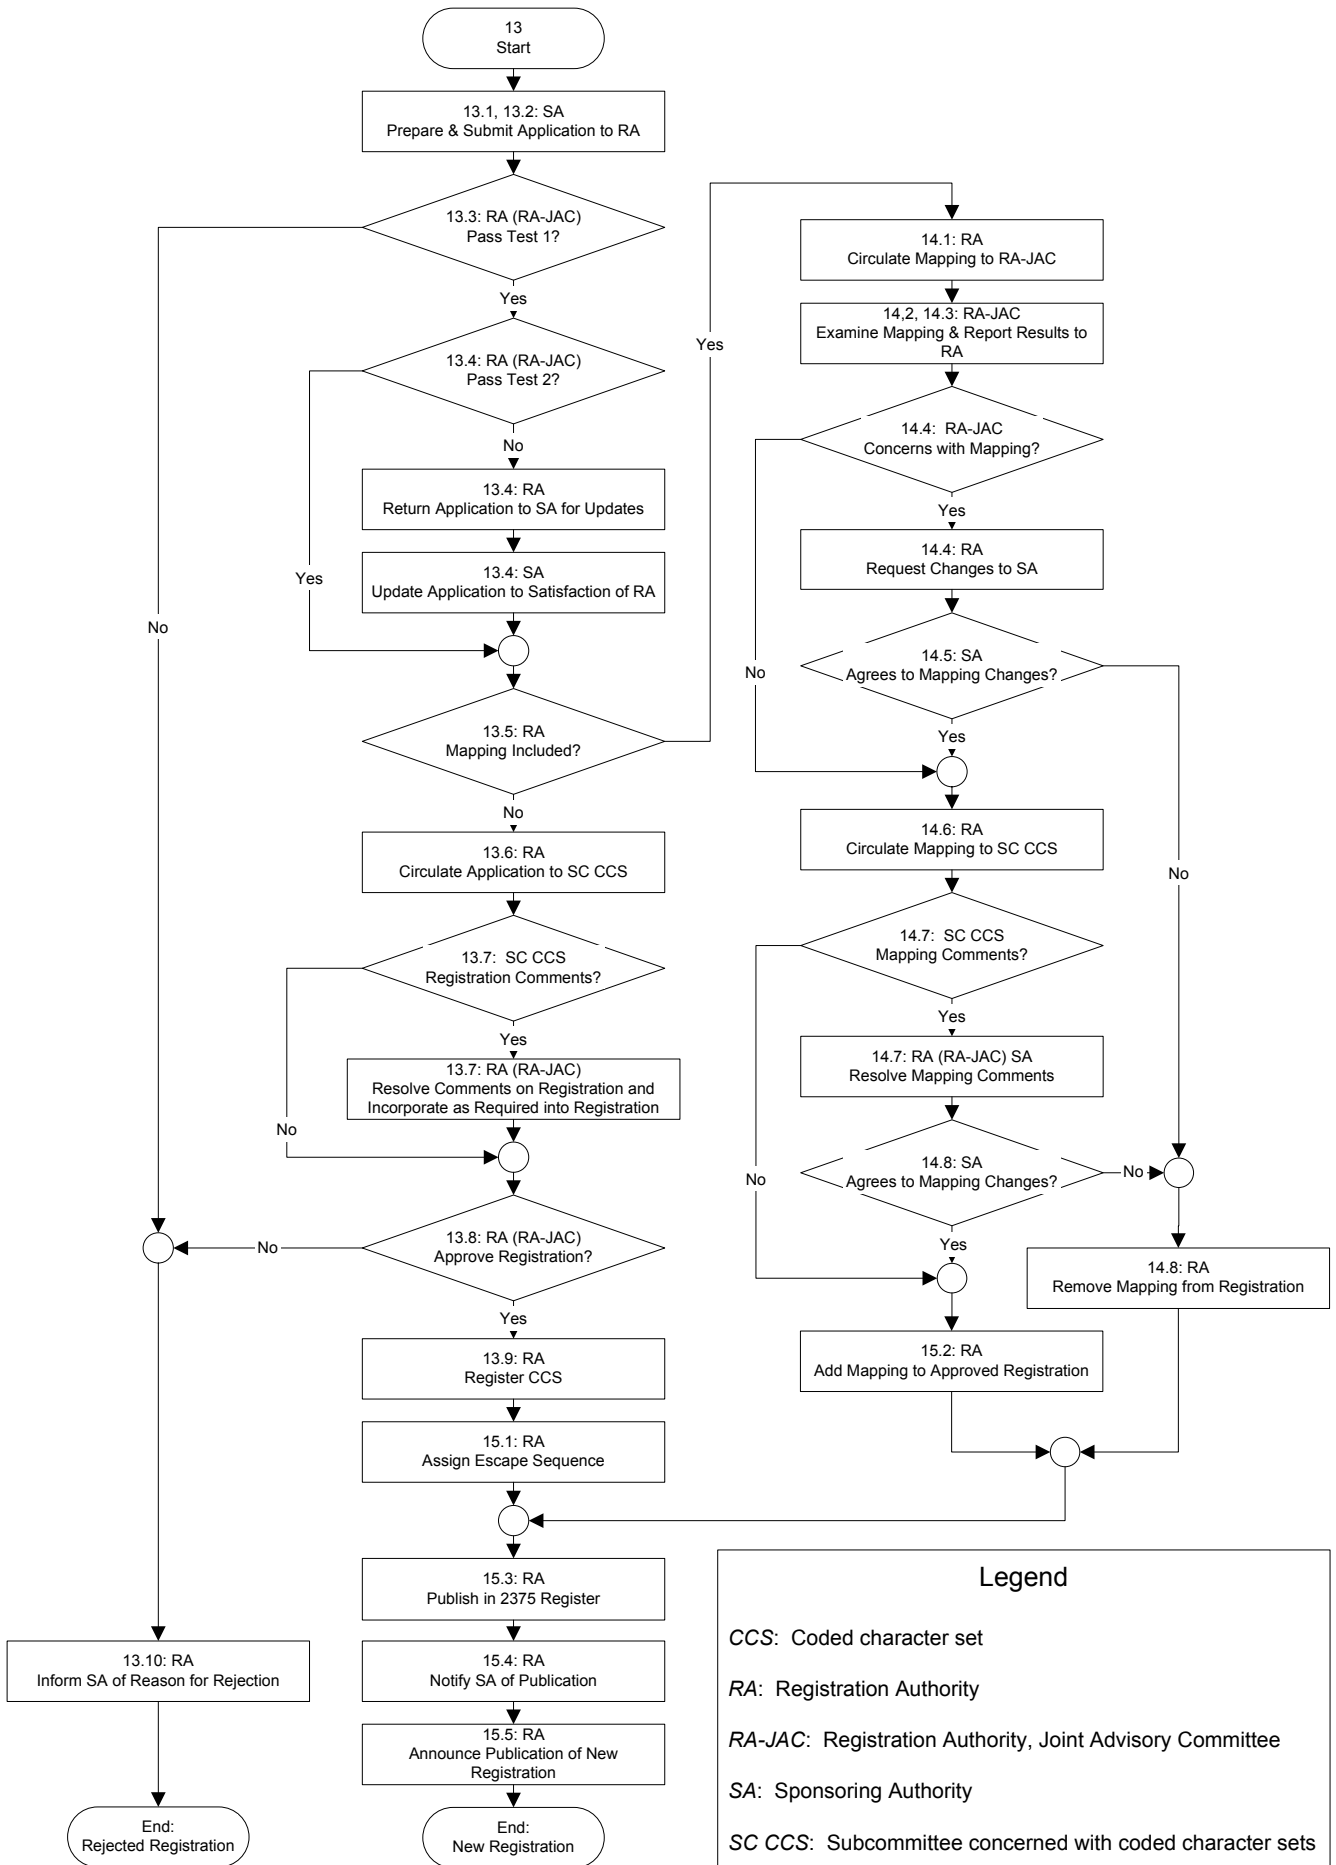 13
Start
13.1, 13.2: SA
Prepare & Submit Application to RA
13.3: RA (RA-JAC)
Pass Test 1?
Yes
No
13.4: RA (RA-JAC)
Pass Test 2?
No
Yes
13.4: RA
Return Application to SA for Updates
13.4: SA
Update Application to Satisfaction of RA
13.5: RA
Mapping Included?
Yes
No
13.6: RA
Circulate Application to SC CCS
13.7:  SC CCS
Registration Comments?
Yes
No
13.7: RA (RA-JAC)
Resolve Comments on Registration and
Incorporate as Required into Registration
13.8: RA (RA-JAC)
Approve Registration?
No
Yes
13.9: RA
Register CCS
15.1: RA
Assign Escape Sequence
15.3: RA
Publish in 2375 Register
15.4: RA
Notify SA of Publication
15.5: RA
Announce Publication of New
Registration
End:
New Registration
13.10: RA
Inform SA of Reason for Rejection
End:
Rejected Registration
14.1: RA
Circulate Mapping to RA-JAC
14,2, 14.3: RA-JAC
Examine Mapping & Report Results to
RA
14.4:  RA-JAC
Concerns with Mapping?
Yes
No
14.4: RA
Request Changes to SA
14.5: SA
Agrees to Mapping Changes?
Yes
No
14.6: RA
Circulate Mapping to SC CCS
14.7:  SC CCS
Mapping Comments?
Yes
No
14.7: RA (RA-JAC) SA
Resolve Mapping Comments
14.8: SA
Agrees to Mapping Changes?
No
Yes
14.8: RA
Remove Mapping from Registration
15.2: RA
Add Mapping to Approved Registration
Legend
CCS:  Coded character set
RA:  Registration Authority
RA-JAC:  Registration Authority, Joint Advisory Committee
SA:  Sponsoring Authority
SC CCS:  Subcommittee concerned with coded character sets